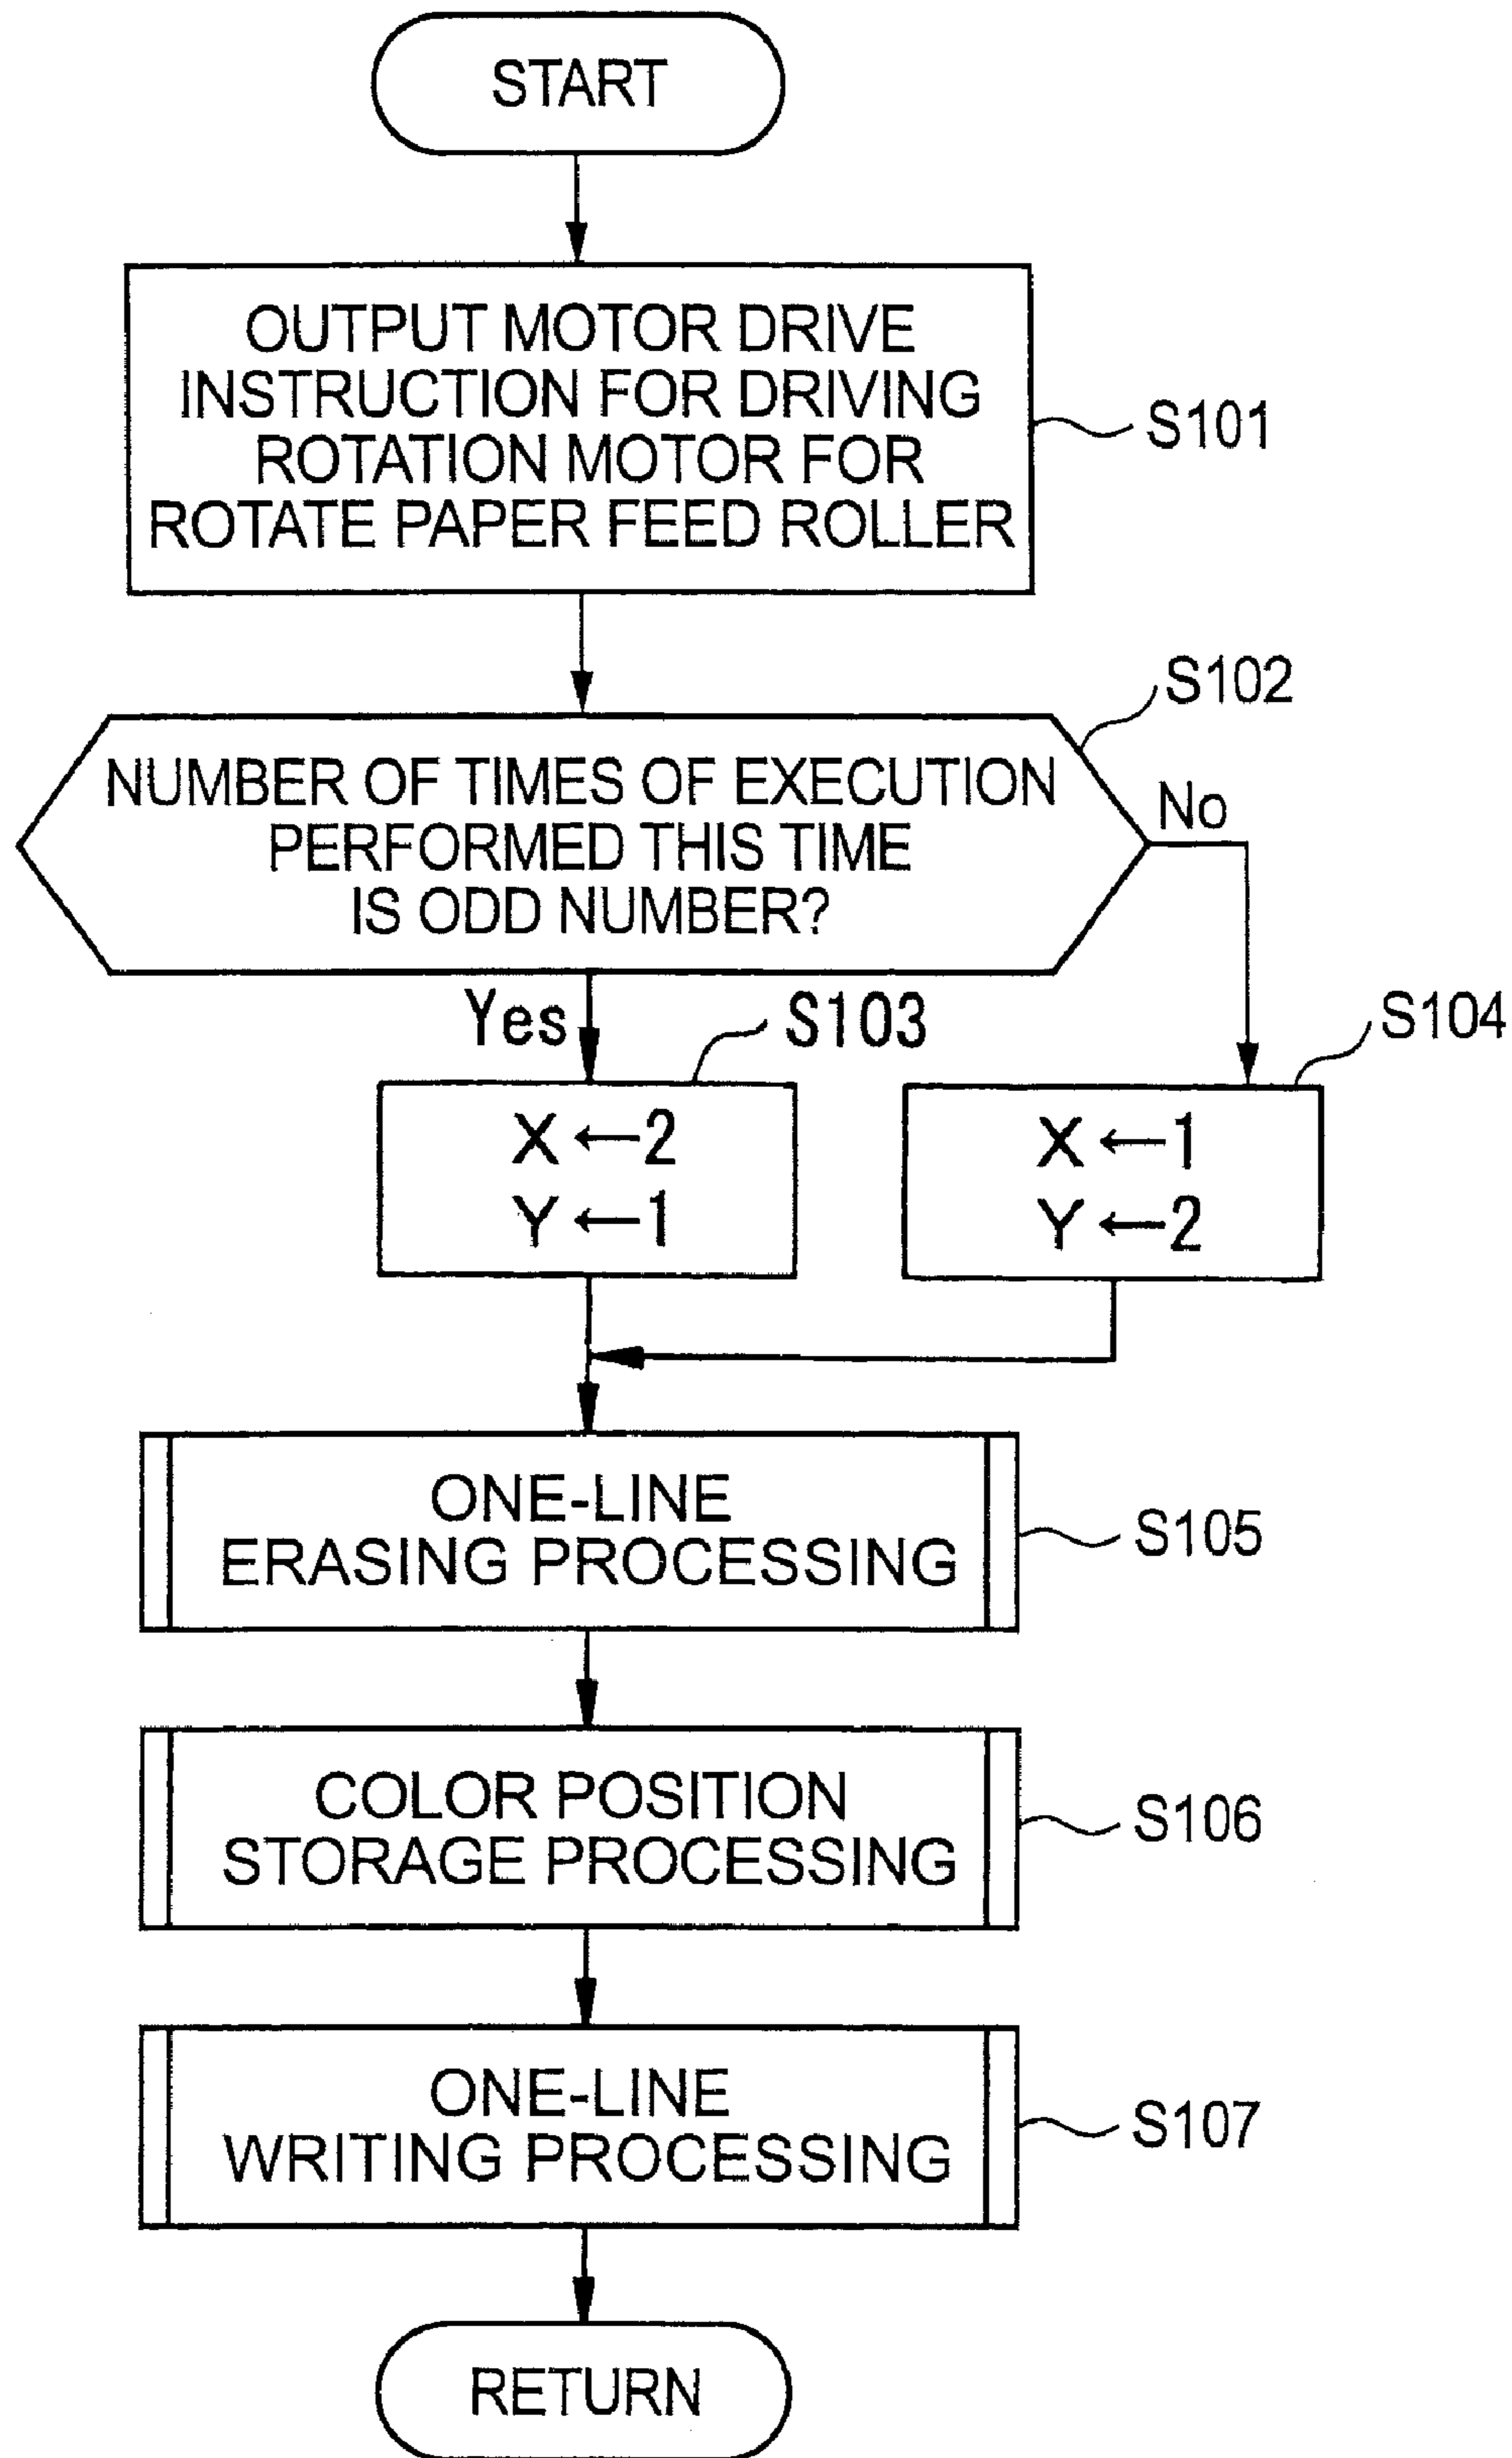 START
OUTPUT MOTOR DRIVE
INSTRUCTION FOR DRIVING
ROTATION MOTOR FOR
ROTATE PAPER FEED ROLLER
S101
S102
NUMBER OF TIMES OF EXECUTION
PERFORMED THIS TIME
IS ODD NUMBER?
No
Yes
S103
S104
X ← 2
Y ← 1
X ← 1
Y ← 2
ONE-LINE
ERASING PROCESSING
S105
COLOR POSITION
STORAGE PROCESSING
S106
ONE-LINE
WRITING PROCESSING
S107
RETURN